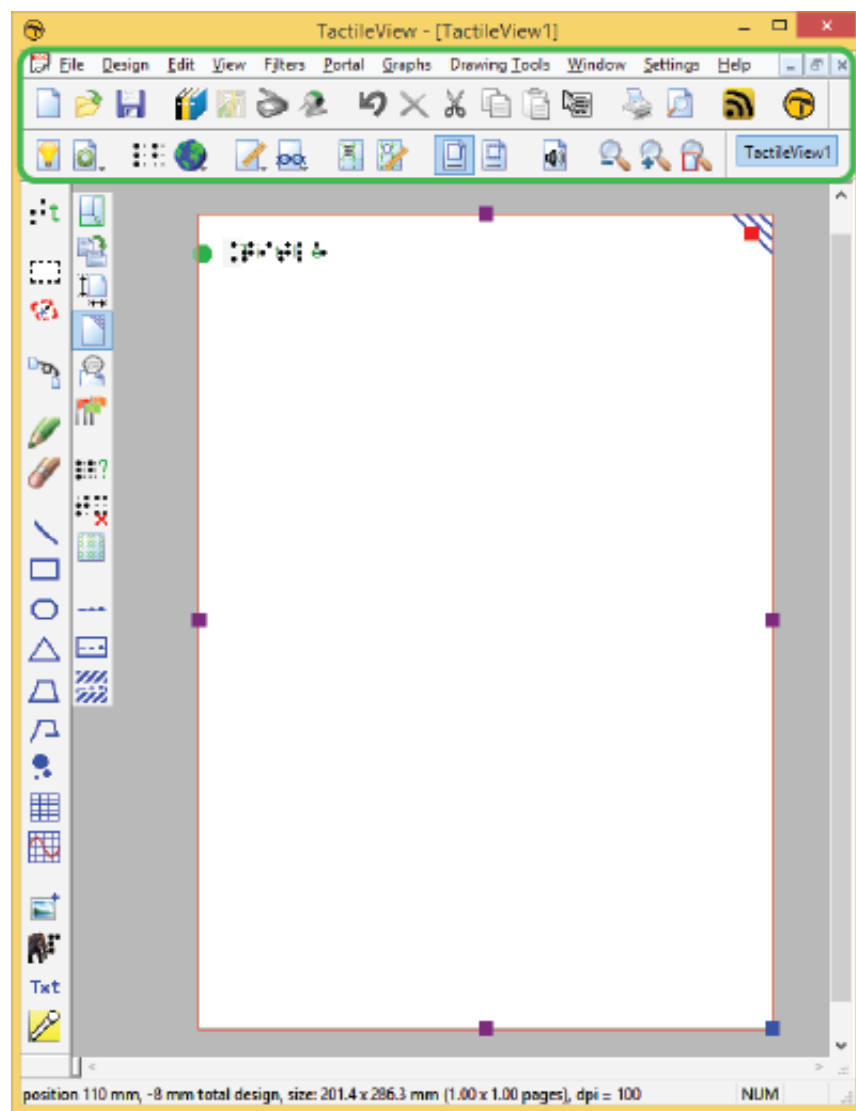 TactileView - [TactileView1]
File Design Edit View Filters Portal Graphs Drawing Tools Window Settings Help
TactileView1
t
?
Txt
position 110 mm, -8 mm total design, size: 201.4 x 286.3 mm (1.00 x 1.00 pages), dpi = 100 NUM